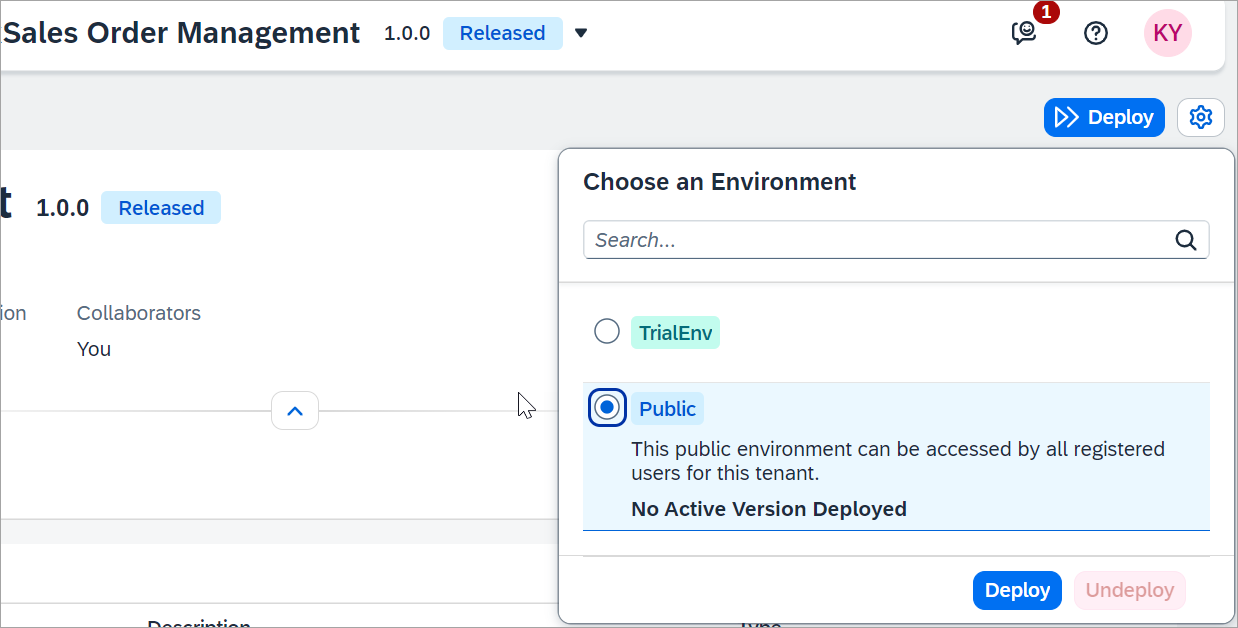 Sales Order Management 1.0.0 Released
1
KY
Deploy
1.0.0 Released
Collaborators
You
Choose an Environment
Search...
TrialEnv
Public
This public environment can be accessed by all registered
users for this tenant.
No Active Version Deployed
Deploy Undeploy
Description
Type